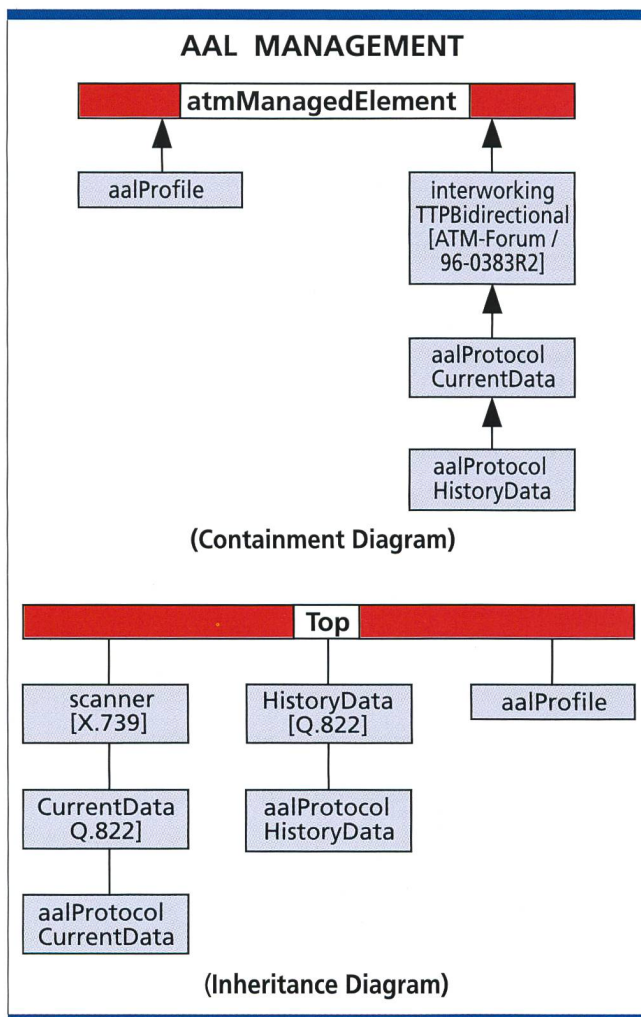 AAL MANAGEMENT
atmManagedElement
aalProfile
interworking
TTPBidirectional
[ATM-Forum /
96-0383R2]
aalProtocol
CurrentData
aalProtocol
HistoryData
(Containment Diagram)
Top
scanner
[X.739]
HistoryData
[Q.822]
aalProfile
CurrentData
Q.822]
aalProtocol
HistoryData
aalProtocol
CurrentData
(Inheritance Diagram)